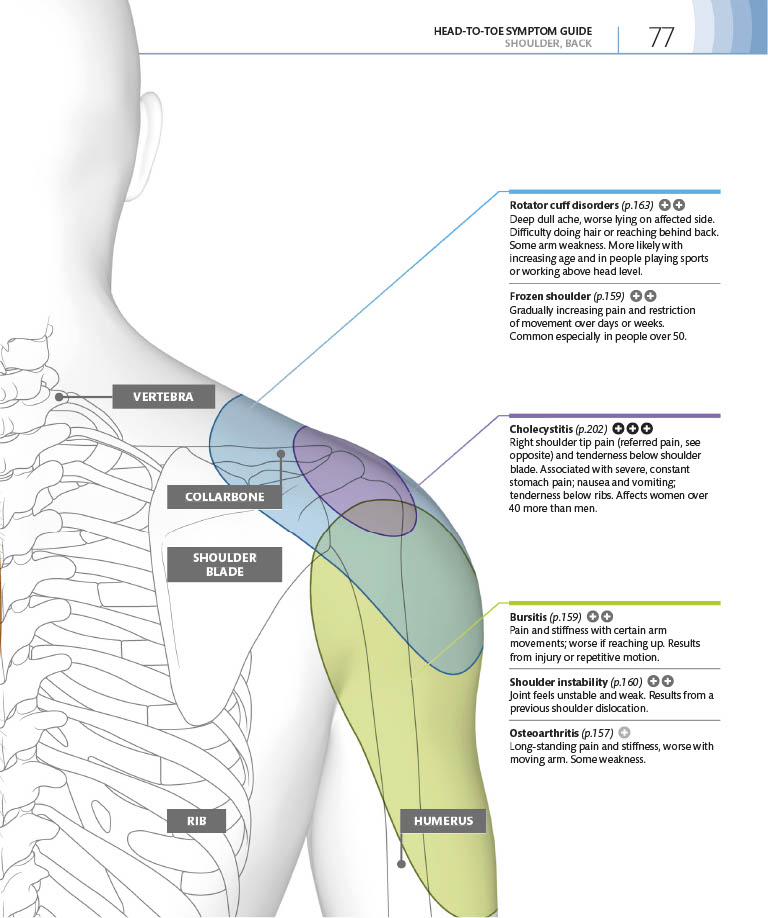 HEAD-TO-TOE SYMPTOM GUIDE
SHOULDER, BACK
77
Rotator cuff disorders (p.163)
Deep dull ache, worse lying on affected side.
Difficulty doing hair or reaching behind back.
Some arm weakness. More likely with
increasing age and in people playing sports
or working above head level.
Frozen shoulder (p.159)
Gradually increasing pain and restriction
of movement over days or weeks.
Common especially in people over 50.
VERTEBRA
COLLARBONE
SHOULDER
BLADE
Cholecystitis (p.202)
Right shoulder tip pain (referred pain, see
opposite) and tenderness below shoulder
blade. Associated with severe, constant
stomach pain; nausea and vomiting;
tenderness below ribs. Affects women over
40 more than men.
Bursitis (p.159)
Pain and stiffness with certain arm
movements; worse if reaching up. Results
from injury or repetitive motion.
Shoulder instability (p.160)
Joint feels unstable and weak. Results from a
previous shoulder dislocation.
Osteoarthritis (p.157)
Long-standing pain and stiffness, worse with
moving arm. Some weakness.
RIB
HUMERUS